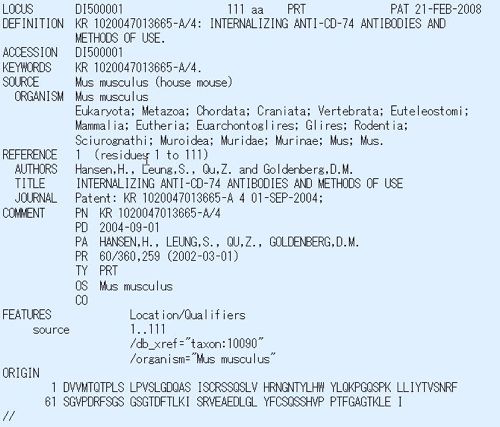 LOCUS       DI500001                 111 aa    PRT              PAT 21-FEB-2008
DEFINITION  KR 1020047013665-A/4: INTERNALIZING ANTI-CD-74 ANTIBODIES AND
            METHODS OF USE.
ACCESSION   DI500001
KEYWORDS    KR 1020047013665-A/4.
SOURCE      Mus musculus (house mouse)
  ORGANISM  Mus musculus
            Eukaryota; Metazoa; Chordata; Craniata; Vertebrata; Euteleostomi;
            Mammalia; Eutheria; Euarchontoglires; Glires; Rodentia;
            Sciurognathi; Muroidea; Muridae; Murinae; Mus; Mus.
REFERENCE   1  (residues 1 to 111)
  AUTHORS   Hansen,H., Leung,S., Qu,Z. and Goldenberg,D.M.
  TITLE     INTERNALIZING ANTI-CD-74 ANTIBODIES AND METHODS OF USE
  JOURNAL   Patent: KR 1020047013665-A 4 01-SEP-2004;
COMMENT     PN  KR 1020047013665-A/4
            PD  2004-09-01
            PA  HANSEN,H., LEUNG,S., QU,Z., GOLDENBERG,D.M.
            PR  60/360,259 (2002-03-01)
            TY  PRT
            OS  Mus musculus
            CO
FEATURES             Location/Qualifiers
     source          1..111
                     /db_xref="taxon:10090"
                     /organism="Mus musculus"
ORIGIN
        1 DVVMTQTPLS LPVSLGDQAS ISCRSSQSLV HRNGNTYLHW YLQKPGQSPK LLIYTVSNRF
       61 SGVPDRFSGS GSGTDFTLKI SRVEAEDLGL YFCSQSSHVP PTFGAGTKLE I
//